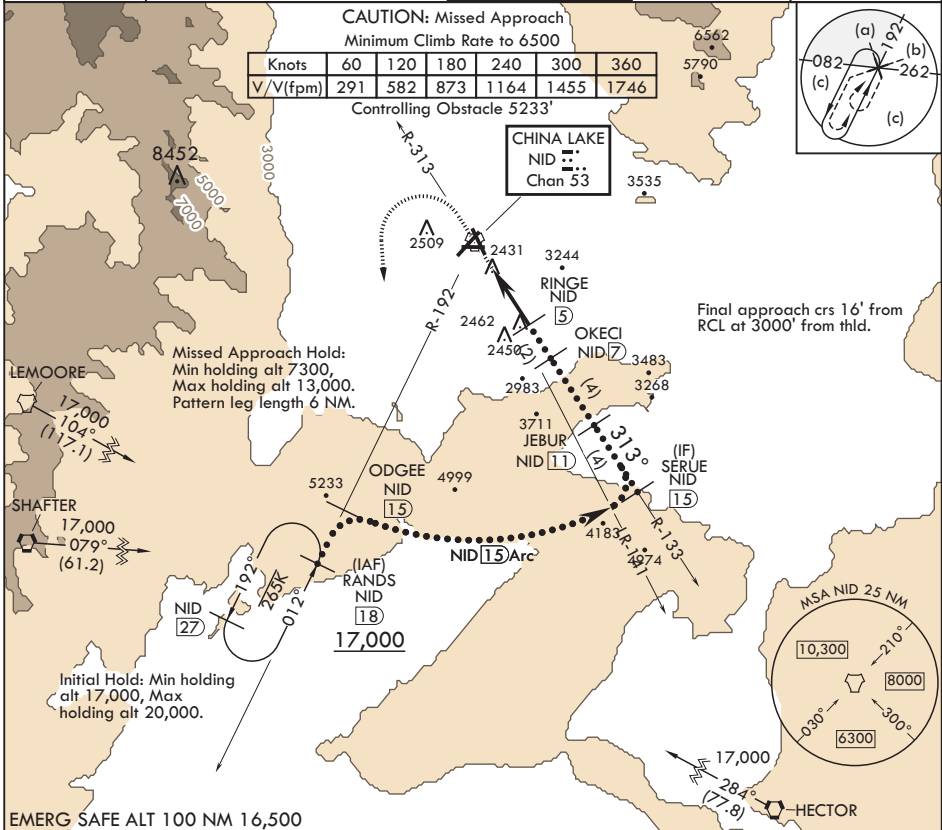 CAUTION: Missed Approach
Minimum Climb Rate to 6500
Knots 60 120 180 240 300 360
V/V(fpm) 291 582 873 1164 1455 1746
Controlling Obstacle 5233'
6562
5790
(a)
192
(b)
082
262
(c)
(c)
8452
3000
5000
7000
R-313
CHINA LAKE
NID
Chan 53
3535
2509
2431
3244
RINGE
NID
5
R-192
2462
2450
(2)
OKECI
NID 7
Final approach crs 16' from
RCL at 3000' from thld.
Missed Approach Hold:
Min holding alt 7300,
Max holding alt 13,000.
Pattern leg length 6 NM.
3483
3268
2983
(4)
LEMOORE
17,000
104°
(117.1)
3711
JEBUR
NID 11
(4)
313°
(IF)
SERUE
NID
15
ODGEE
NID
15
5233
4999
SHAFTER
17,000
079°
(61.2)
NID 15 Arc
4183
R-141
4974
R-133
(IAF)
RANDS
NID
18
17,000
192°
265K
012°
NID
27
Initial Hold: Min holding
alt 17,000, Max
holding alt 20,000.
MSA NID 25 NM
10,300
210°
8000
030°
300°
6300
17,000
284°
(77.8)
HECTOR
EMERG SAFE ALT 100 NM 16,500